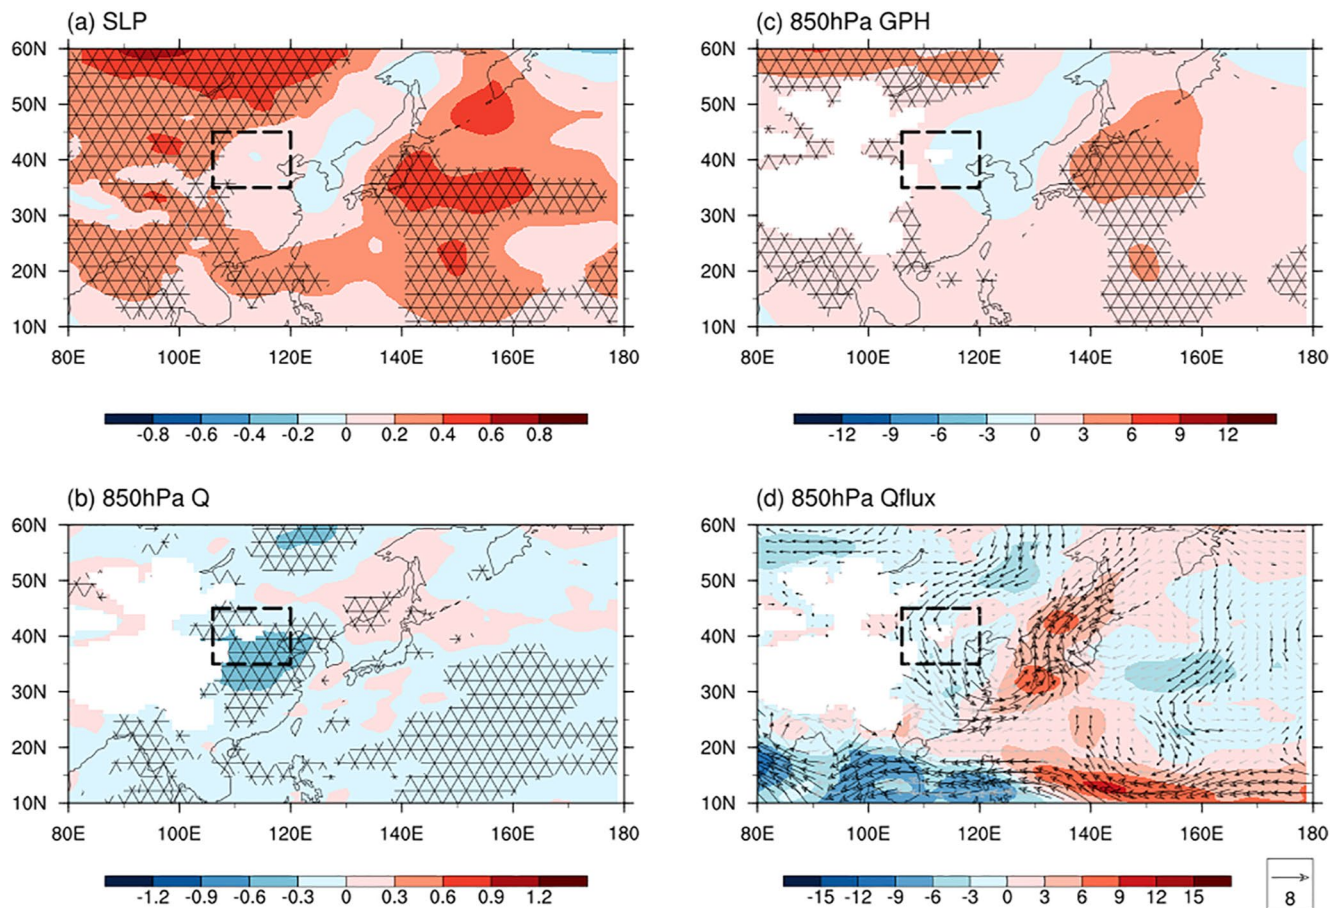 (a) SLP
60N
50N
40N
30N
20N
10N
80E 100E 120E 140E 160E 180
-0.8 -0.6 -0.4 -0.2 0 0.2 0.4 0.6 0.8
(c) 850hPa GPH
60N
50N
40N
30N
20N
10N
80E 100E 120E 140E 160E 180
-12 -9 -6 -3 0 3 6 9 12
(b) 850hPa Q
60N
50N
40N
30N
20N
10N
80E 100E 120E 140E 160E 180
-1.2 -0.9 -0.6 -0.3 0 0.3 0.6 0.9 1.2
(d) 850hPa Qflux
60N
50N
40N
30N
20N
10N
80E 100E 120E 140E 160E 180
-15 -12 -9 -6 -3 0 3 6 9 12 15
8